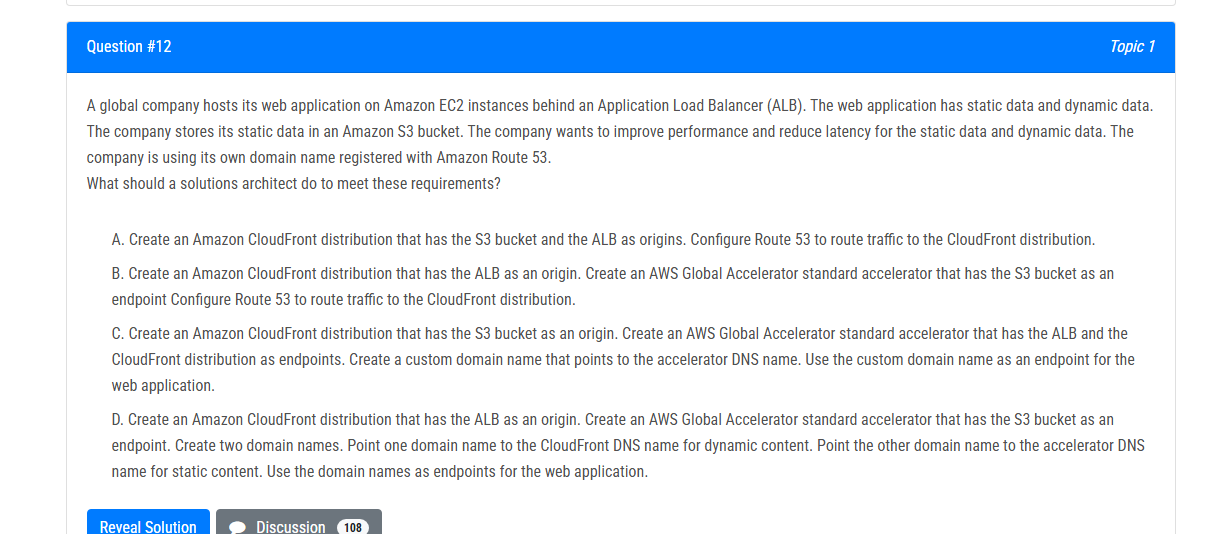 Question #12
Topic 1
A global company hosts its web application on Amazon EC2 instances behind an Application Load Balancer (ALB). The web application has static data and dynamic data.
The company stores its static data in an Amazon S3 bucket. The company wants to improve performance and reduce latency for the static data and dynamic data. The
company is using its own domain name registered with Amazon Route 53.
What should a solutions architect do to meet these requirements?
A. Create an Amazon CloudFront distribution that has the S3 bucket and the ALB as origins. Configure Route 53 to route traffic to the CloudFront distribution.
B. Create an Amazon CloudFront distribution that has the ALB as an origin. Create an AWS Global Accelerator standard accelerator that has the S3 bucket as an
endpoint Configure Route 53 to route traffic to the CloudFront distribution.
C. Create an Amazon CloudFront distribution that has the S3 bucket as an origin. Create an AWS Global Accelerator standard accelerator that has the ALB and the
CloudFront distribution as endpoints. Create a custom domain name that points to the accelerator DNS name. Use the custom domain name as an endpoint for the
web application.
D. Create an Amazon CloudFront distribution that has the ALB as an origin. Create an AWS Global Accelerator standard accelerator that has the S3 bucket as an
endpoint. Create two domain names. Point one domain name to the CloudFront DNS name for dynamic content. Point the other domain name to the accelerator DNS
name for static content. Use the domain names as endpoints for the web application.
Reveal Solution
Discussion 108